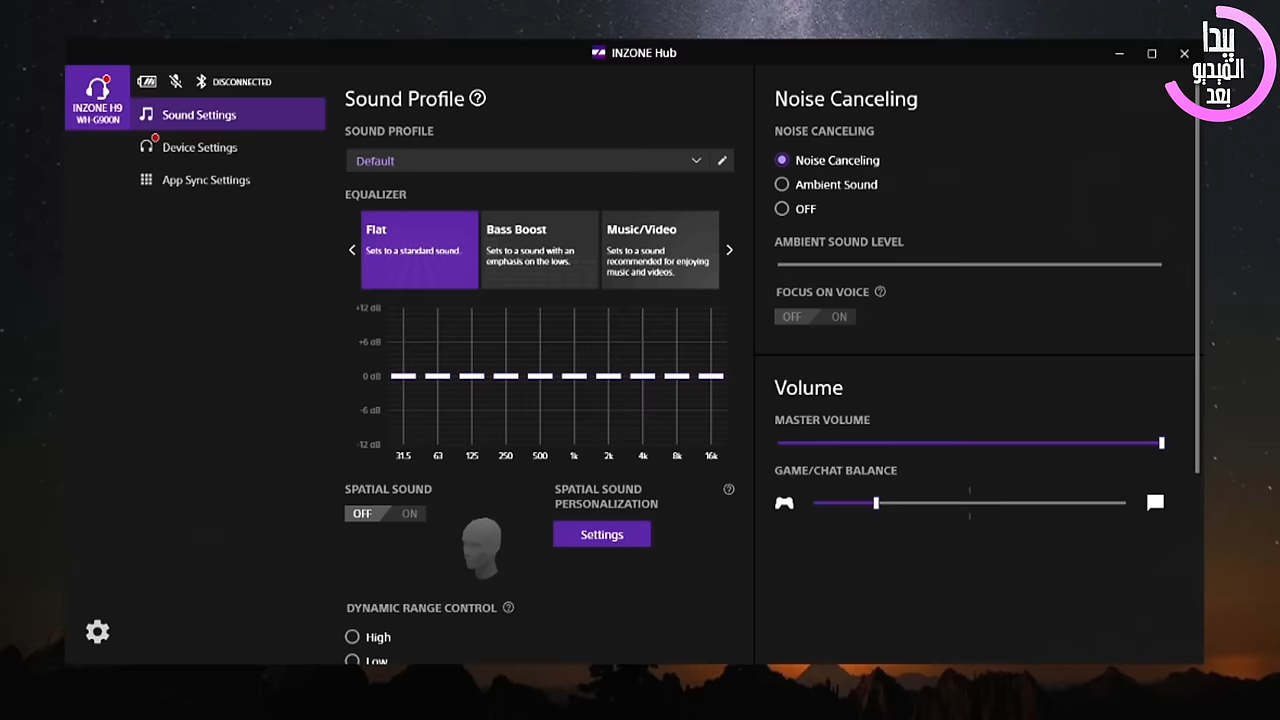 INZONE Hub
يبدأ
الفيديو
بعد
INZONE H9
WH-G900N
DISCONNECTED
Sound Settings
Device Settings
App Sync Settings
Sound Profile
SOUND PROFILE
Default
EQUALIZER
Flat
Sets to a standard sound.
Bass Boost
Sets to a sound with an
emphasis on the lows.
Music/Video
Sets to a sound
recommended for enjoying
music and videos.
+12 dB
+6 dB
0 dB
-6 dB
-12 dB
31.5 63 125 250 500 1k 2k 4k 8k 16k
SPATIAL SOUND
OFF ON
SPATIAL SOUND
PERSONALIZATION
Settings
DYNAMIC RANGE CONTROL
High
Low
Noise Canceling
NOISE CANCELING
Noise Canceling
Ambient Sound
OFF
AMBIENT SOUND LEVEL
FOCUS ON VOICE
OFF ON
Volume
MASTER VOLUME
GAME/CHAT BALANCE